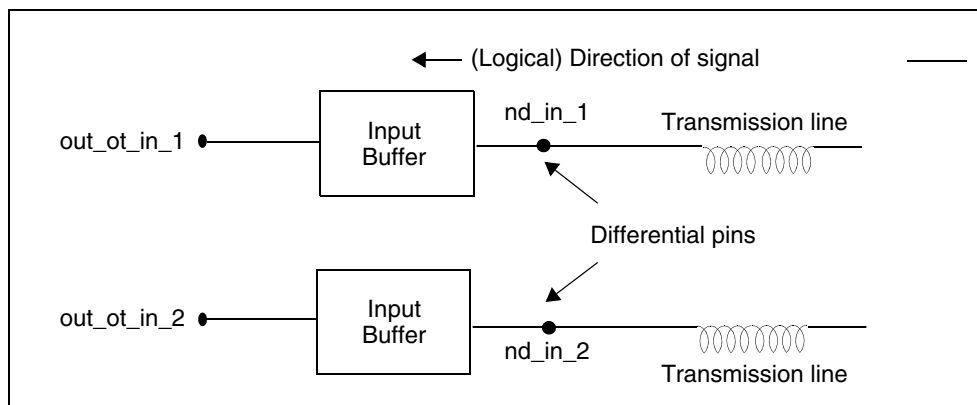 (Logical) Direction of signal
nd_in_1
Transmission line
out_ot_in_1
Input
Buffer
Differential pins
out_ot_in_2
Input
Buffer
nd_in_2
Transmission line